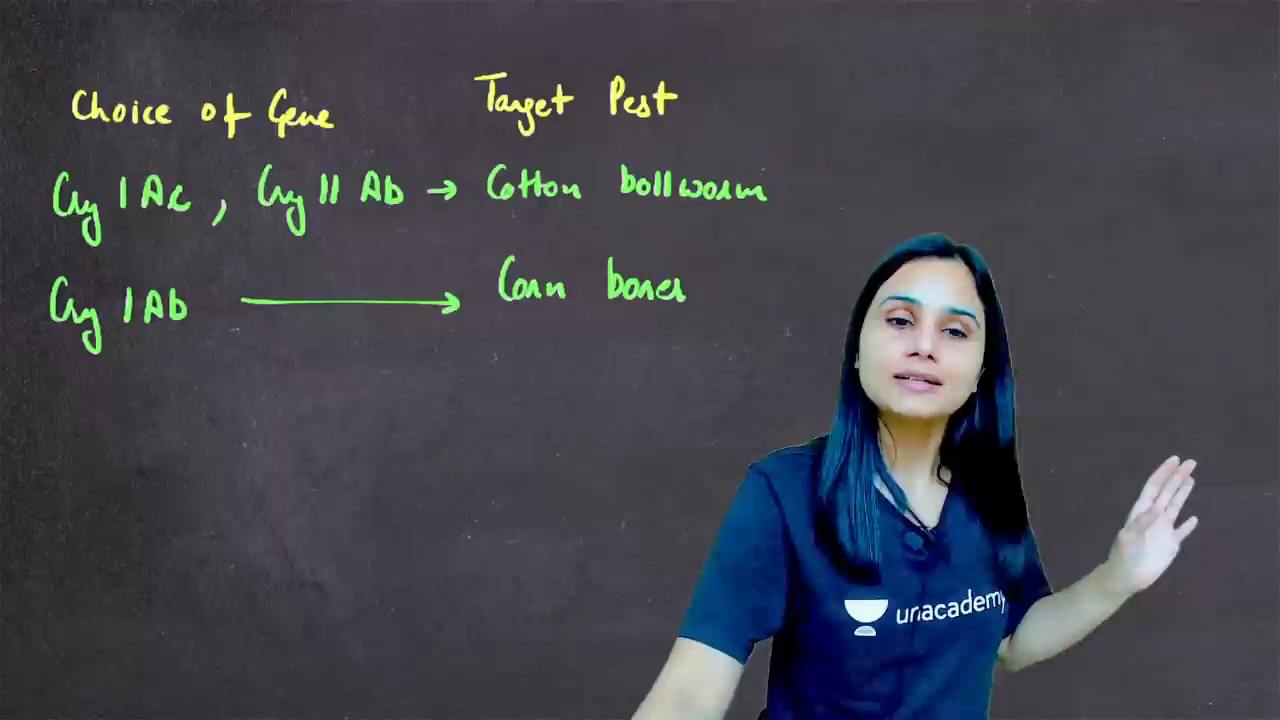 Choice of Gene Target Pest
Cry I Ac, Cry II Ab → Cotton bollworm
Cry I Ab → Corn borer
unacademy